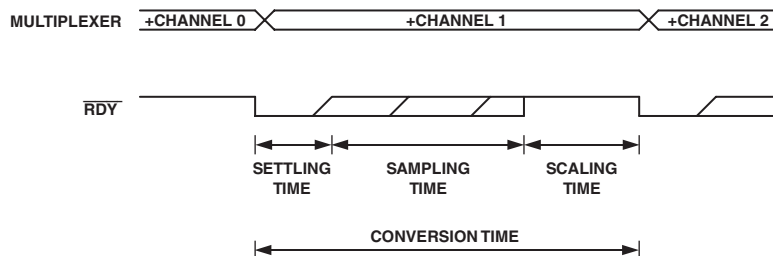 MULTIPLEXER
+CHANNEL 0
+CHANNEL 1
+CHANNEL 2
RDY
SETTLING
TIME
SAMPLING
TIME
SCALING
TIME
CONVERSION TIME